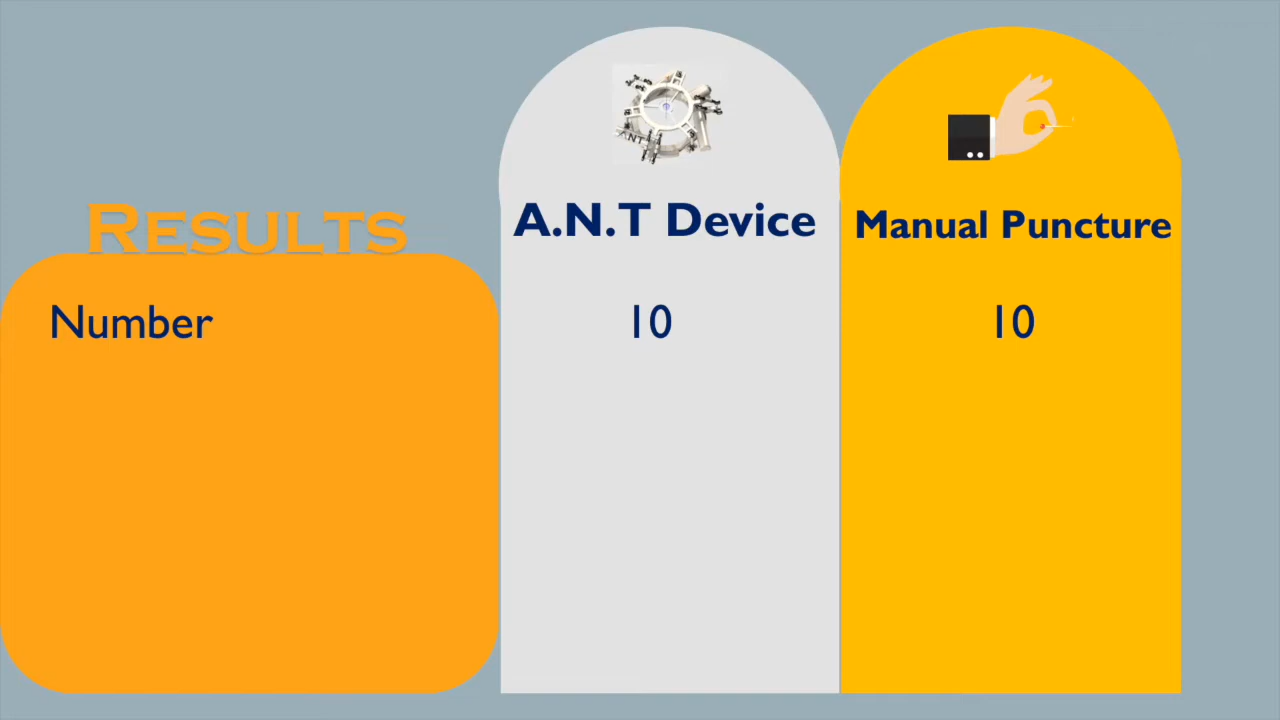 A.N.T
RESULTS
A.N.T Device
Manual Puncture
Number
10
10